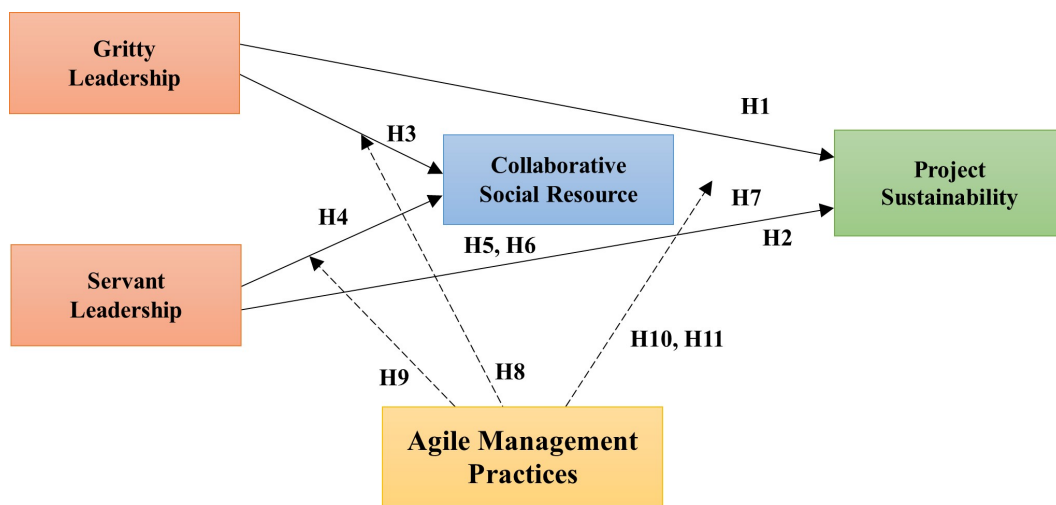 Gritty
Leadership
H1
H3
Collaborative
Social Resource
Project
Sustainability
H4
H7
H2
H5, H6
Servant
Leadership
H10, H11
H9
H8
Agile Management
Practices